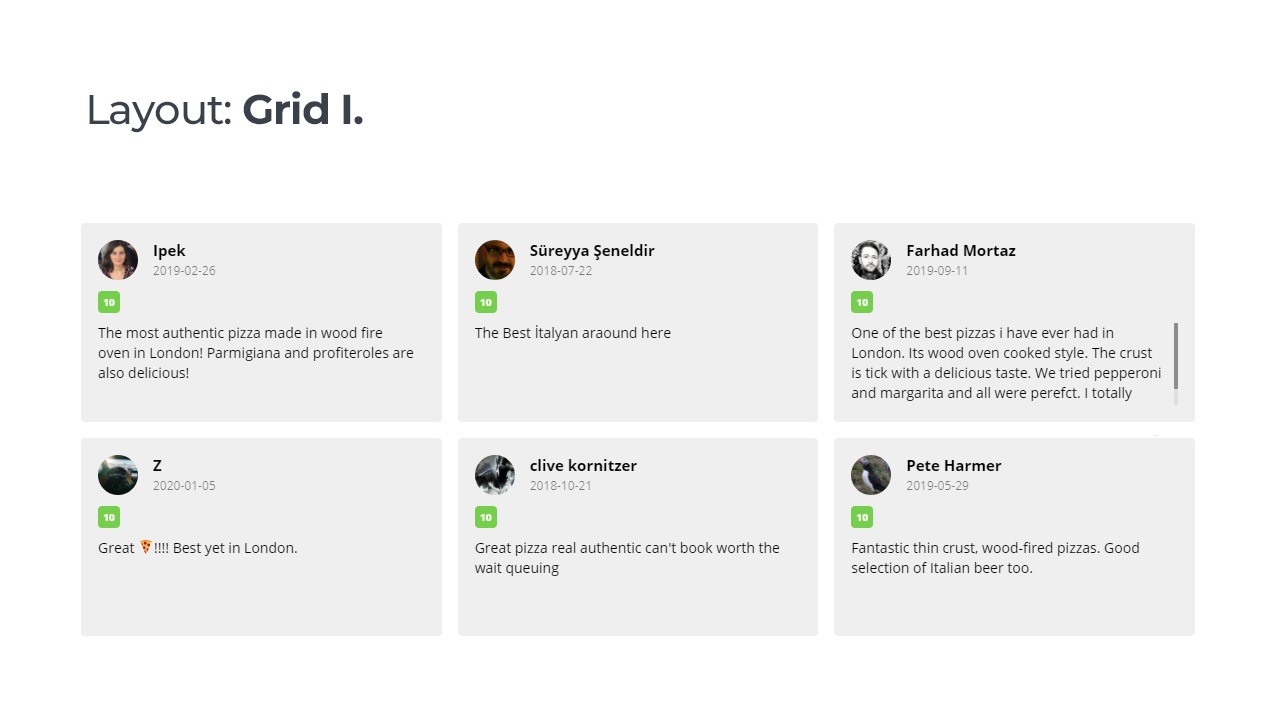 Layout: Grid I.
Ipek
2019-02-26
10
The most authentic pizza made in wood fire
oven in London! Parmigiana and profiteroles are
also delicious!
Süreyya Şeneldir
2018-07-22
10
The Best İtalyan araound here
Farhad Mortaz
2019-09-11
10
One of the best pizzas i have ever had in
London. Its wood oven cooked style. The crust
is tick with a delicious taste. We tried pepperoni
and margarita and all were perefct. I totally
Z
2020-01-05
10
Great 🍕!!!! Best yet in London.
clive kornitzer
2018-10-21
10
Great pizza real authentic can't book worth the
wait queuing
Pete Harmer
2019-05-29
10
Fantastic thin crust, wood-fired pizzas. Good
selection of Italian beer too.